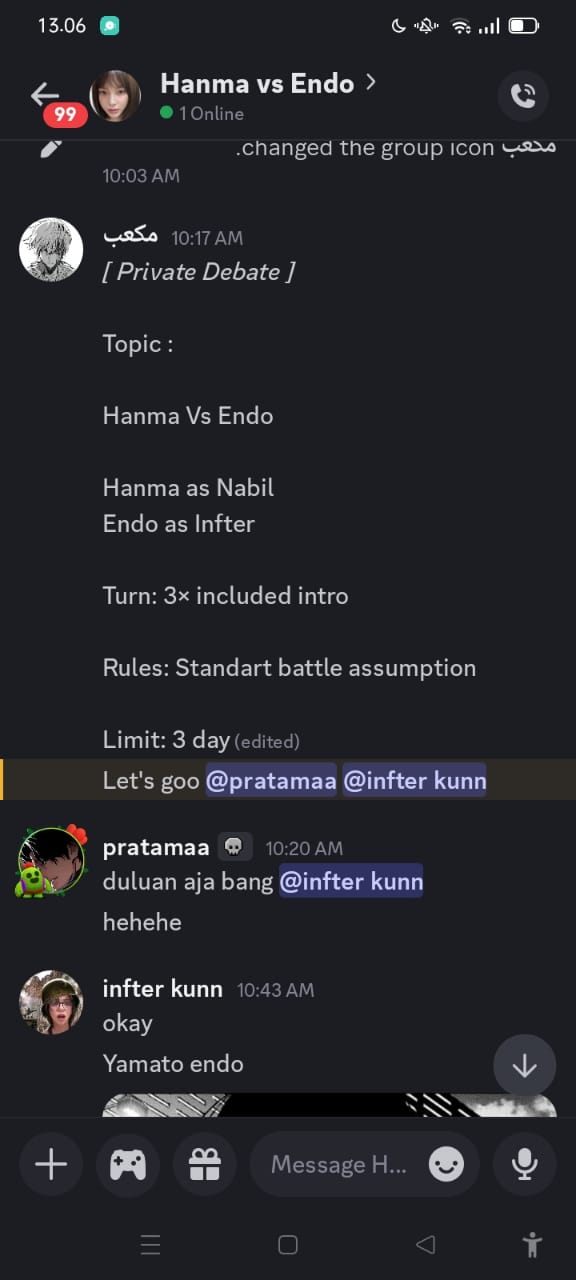 13.06
Hanma vs Endo
99
1 Online
مكعب changed the group icon.
10:03 AM
مكعب 10:17 AM
[ Private Debate ]
Topic :
Hanma Vs Endo
Hanma as Nabil
Endo as Infter
Turn: 3× included intro
Rules: Standart battle assumption
Limit: 3 day (edited)
Let's goo @pratamaa @infter kunn
pratamaa 10:20 AM
duluan aja bang @infter kunn
hehehe
infter kunn 10:43 AM
okay
Yamato endo
Message H...